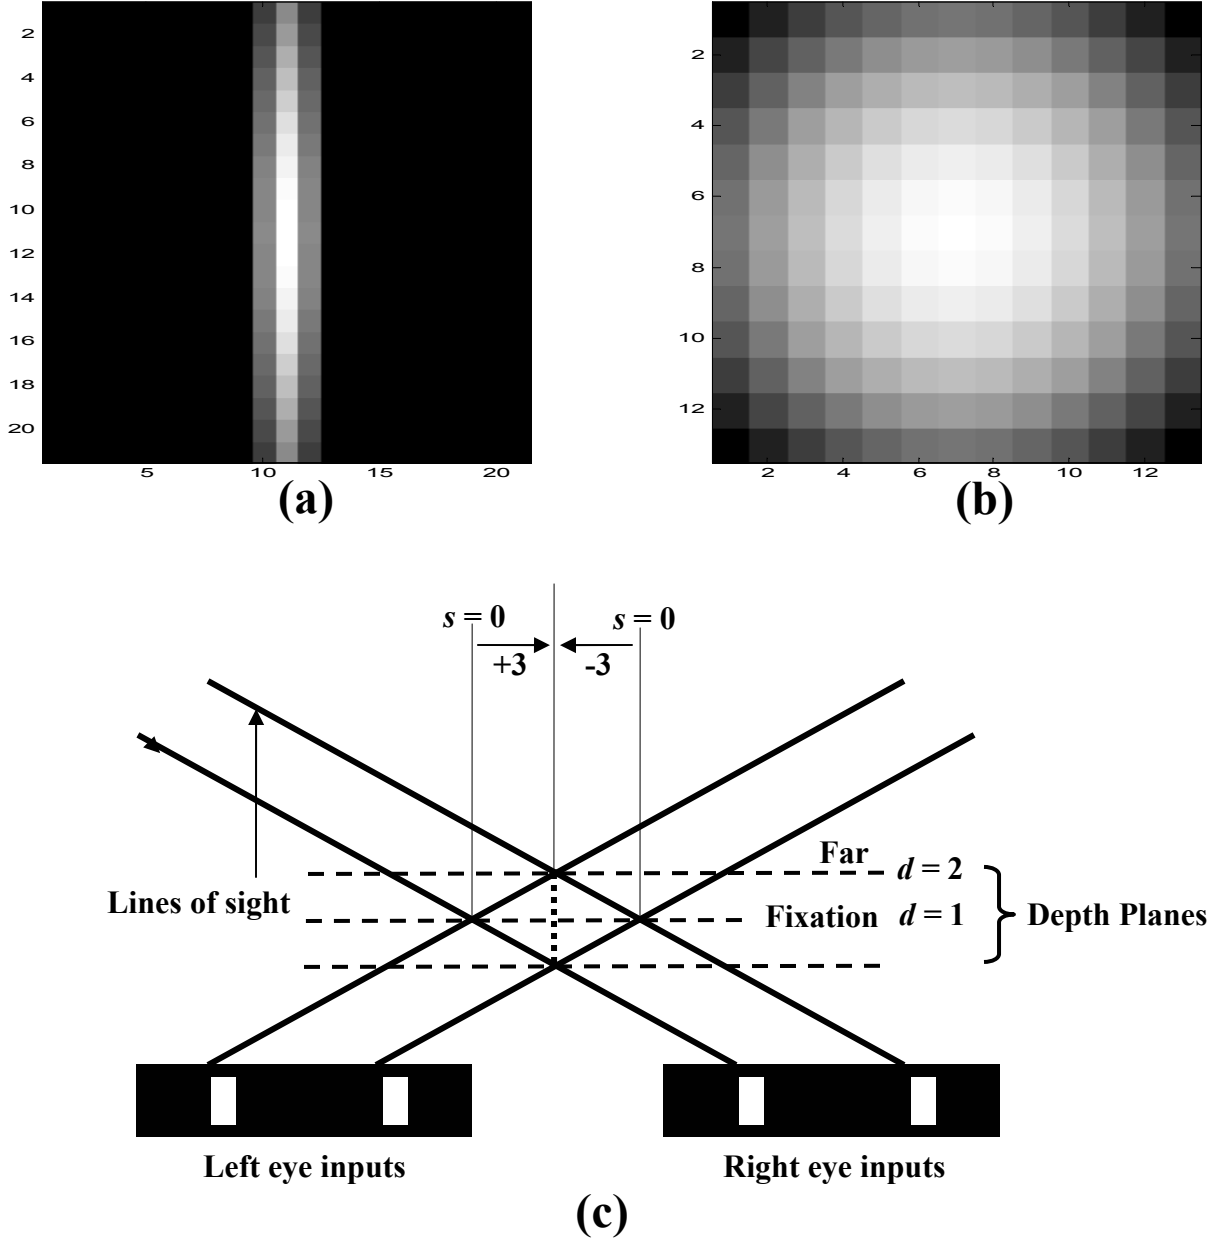 2
4
6
8
10
12
14
16
18
20
5
10
15
20
(a)
2
4
6
8
10
12
2
4
6
8
10
12
(b)
s = 0
s = 0
+3
-3
Far
d = 2
Lines of sight
Fixation
d = 1
Depth Planes
Left eye inputs
Right eye inputs
(c)